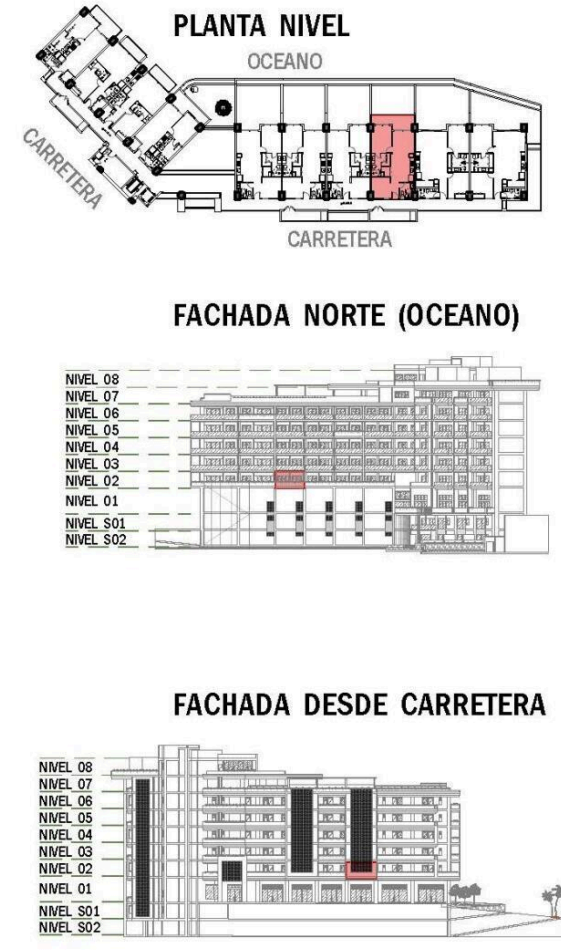 PLANTA NIVEL
OCEANO
CARRETERA
CARRETERA
FACHADA NORTE (OCEANO)
NIVEL 08
NIVEL 07
NIVEL 06
NIVEL 05
NIVEL 04
NIVEL 03
NIVEL 02
NIVEL 01
NIVEL S01
NIVEL S02
FACHADA DESDE CARRETERA
NIVEL 08
NIVEL 07
NIVEL 06
NIVEL 05
NIVEL 04
NIVEL 03
NIVEL 02
NIVEL 01
NIVEL S01
NIVEL S02